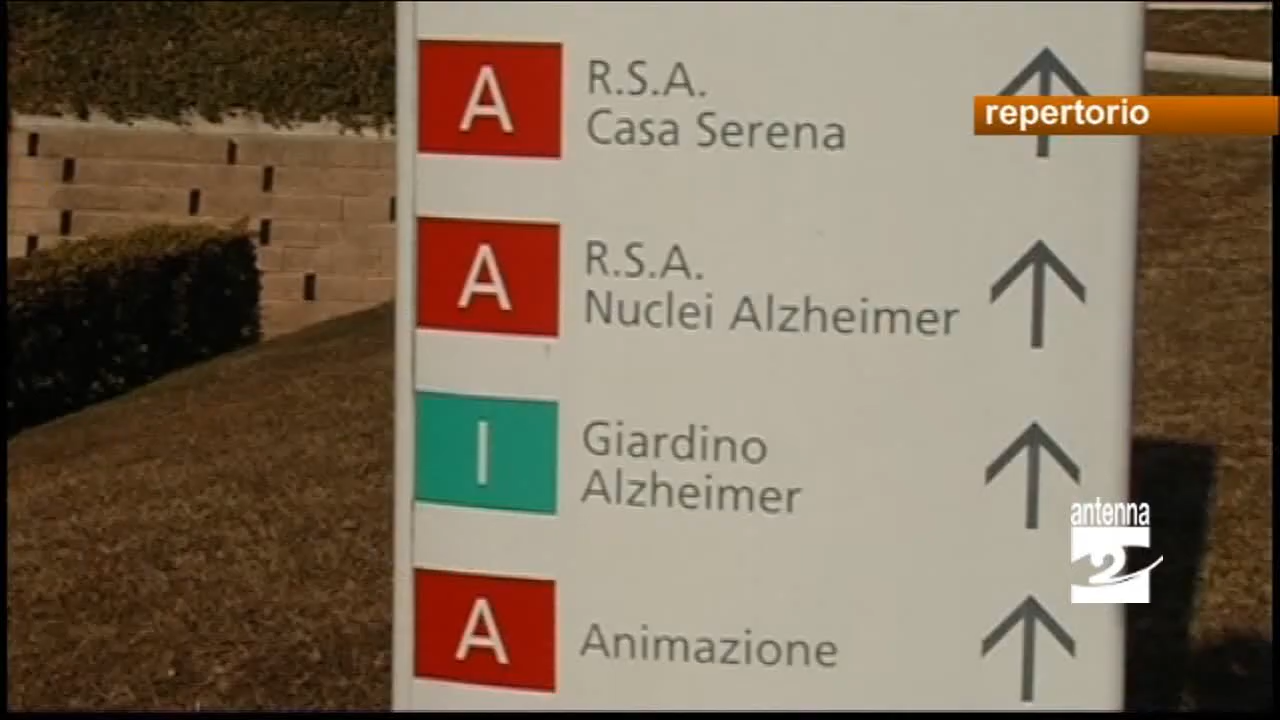 A R.S.A.
Casa Serena
repertorio
A R.S.A.
Nuclei Alzheimer
I Giardino
Alzheimer
antenna
2
A Animazione